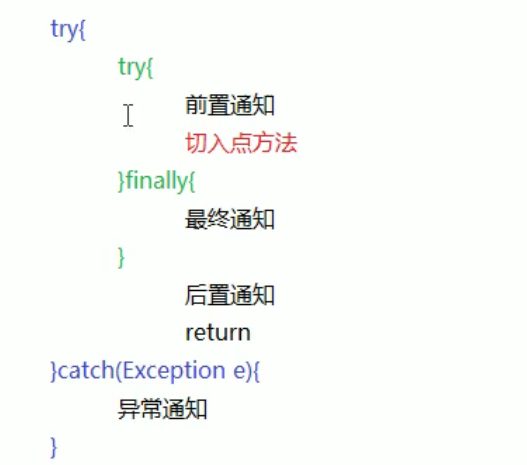 try{
try{
前置通知
切入点方法
}finally{
最终通知
}
后置通知
return
}catch(Exception e){
异常通知
}